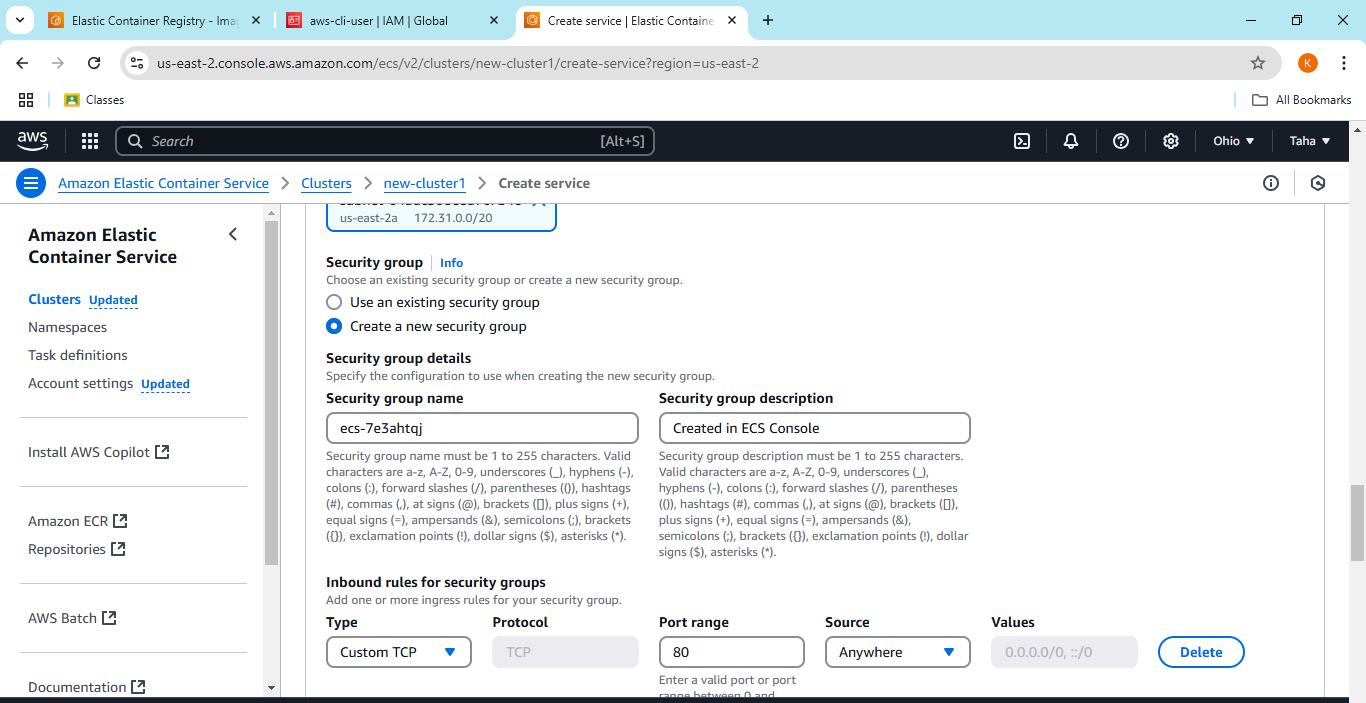 Elastic Container Registry - Ima
aws-cli-user | IAM | Global
Create service | Elastic Containe
us-east-2.console.aws.amazon.com/ecs/v2/clusters/new-cluster1/create-service?region=us-east-2
K
Classes
All Bookmarks
aws
Search
[Alt+S]
Ohio
Taha
Amazon Elastic Container Service
Clusters
new-cluster1
Create service
Amazon Elastic
Container Service
Clusters Updated
Namespaces
Task definitions
Account settings Updated
Install AWS Copilot
Amazon ECR
Repositories
AWS Batch
Documentation
us-east-2a 172.31.0.0/20
Security group Info
Choose an existing security group or create a new security group.
Use an existing security group
Create a new security group
Security group details
Specify the configuration to use when creating the new security group.
Security group name
ecs-7e3ahtqj
Security group name must be 1 to 255 characters. Valid
characters are a-z, A-Z, 0-9, underscores (_), hyphens (-),
colons (:), forward slashes (/), parentheses (()), hashtags
(#), commas (,), at signs (@), brackets ([]), plus signs (+),
equal signs (=), ampersands (&), semicolons (;), brackets
({}), exclamation points (!), dollar signs ($), asterisks (*).
Security group description
Created in ECS Console
Security group description must be 1 to 255 characters.
Valid characters are a-z, A-Z, 0-9, underscores (_),
hyphens (-), colons (:), forward slashes (/), parentheses
(()), hashtags (#), commas (,), at signs (@), brackets ([]),
plus signs (+), equal signs (=), ampersands (&),
semicolons (;), brackets ({}), exclamation points (!), dollar
signs ($), asterisks (*).
Inbound rules for security groups
Add one or more ingress rules for your security group.
Type
Protocol
Port range
Source
Values
Custom TCP
TCP
80
Anywhere
0.0.0.0/0, ::/0
Delete
Enter a valid port or port
range between 0 and